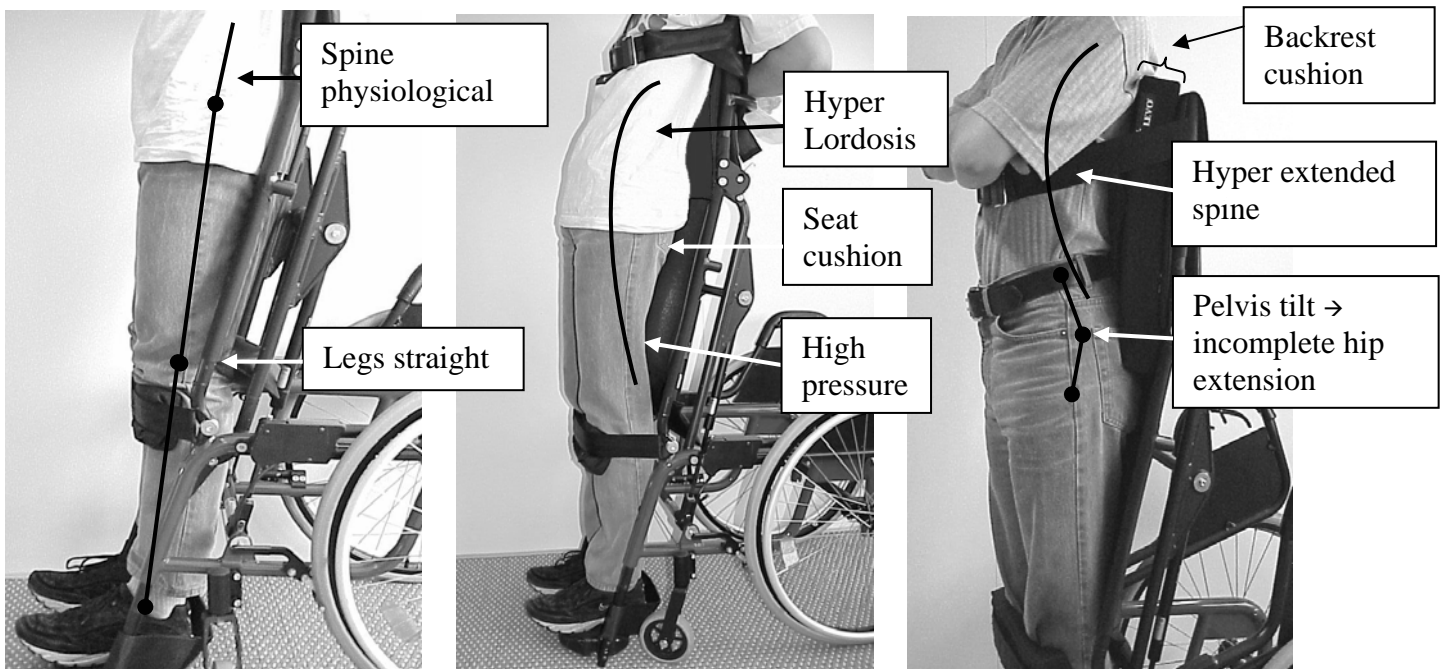 Spine
physiological
Legs straight
Hyper
Lordosis
Seat
cushion
High
pressure
Backrest
cushion
LEVO
Hyper extended
spine
Pelvis tilt →
incomplete hip
extension